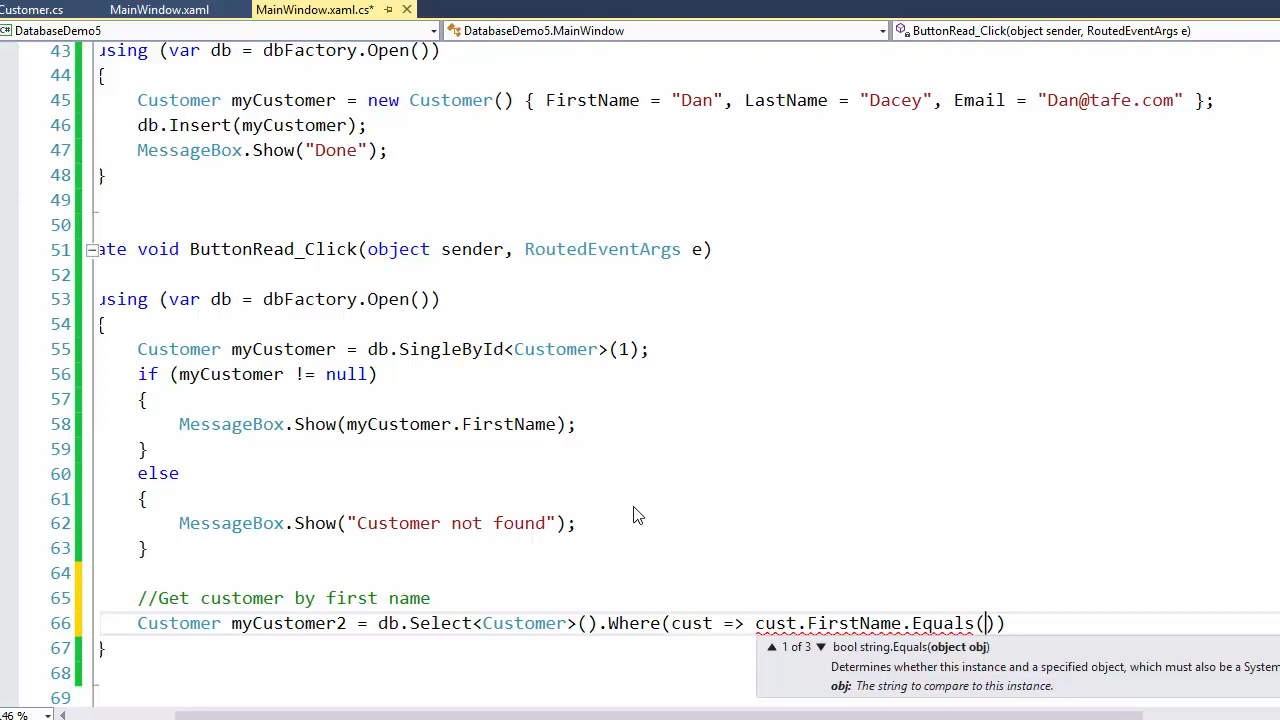 Customer.cs MainWindow.xaml MainWindow.xaml.cs*
C# DatabaseDemo5 DatabaseDemo5.MainWindow ButtonRead_Click(object sender, RoutedEventArgs e)
43 using (var db = dbFactory.Open())
44 {
45 Customer myCustomer = new Customer() { FirstName = "Dan", LastName = "Dacey", Email = "Dan@tafe.com" };
46 db.Insert(myCustomer);
47 MessageBox.Show("Done");
48 }
49
50
51 ate void ButtonRead_Click(object sender, RoutedEventArgs e)
52
53 using (var db = dbFactory.Open())
54 {
55 Customer myCustomer = db.SingleById<Customer>(1);
56 if (myCustomer != null)
57 {
58 MessageBox.Show(myCustomer.FirstName);
59 }
60 else
61 {
62 MessageBox.Show("Customer not found");
63 }
64
65 //Get customer by first name
66 Customer myCustomer2 = db.Select<Customer>().Where(cust => cust.FirstName.Equals())
67 }
▲ 1 of 3 ▼ bool string.Equals(object obj)
68 Determines whether this instance and a specified object, which must also be a System
obj: The string to compare to this instance.
69
.46 %